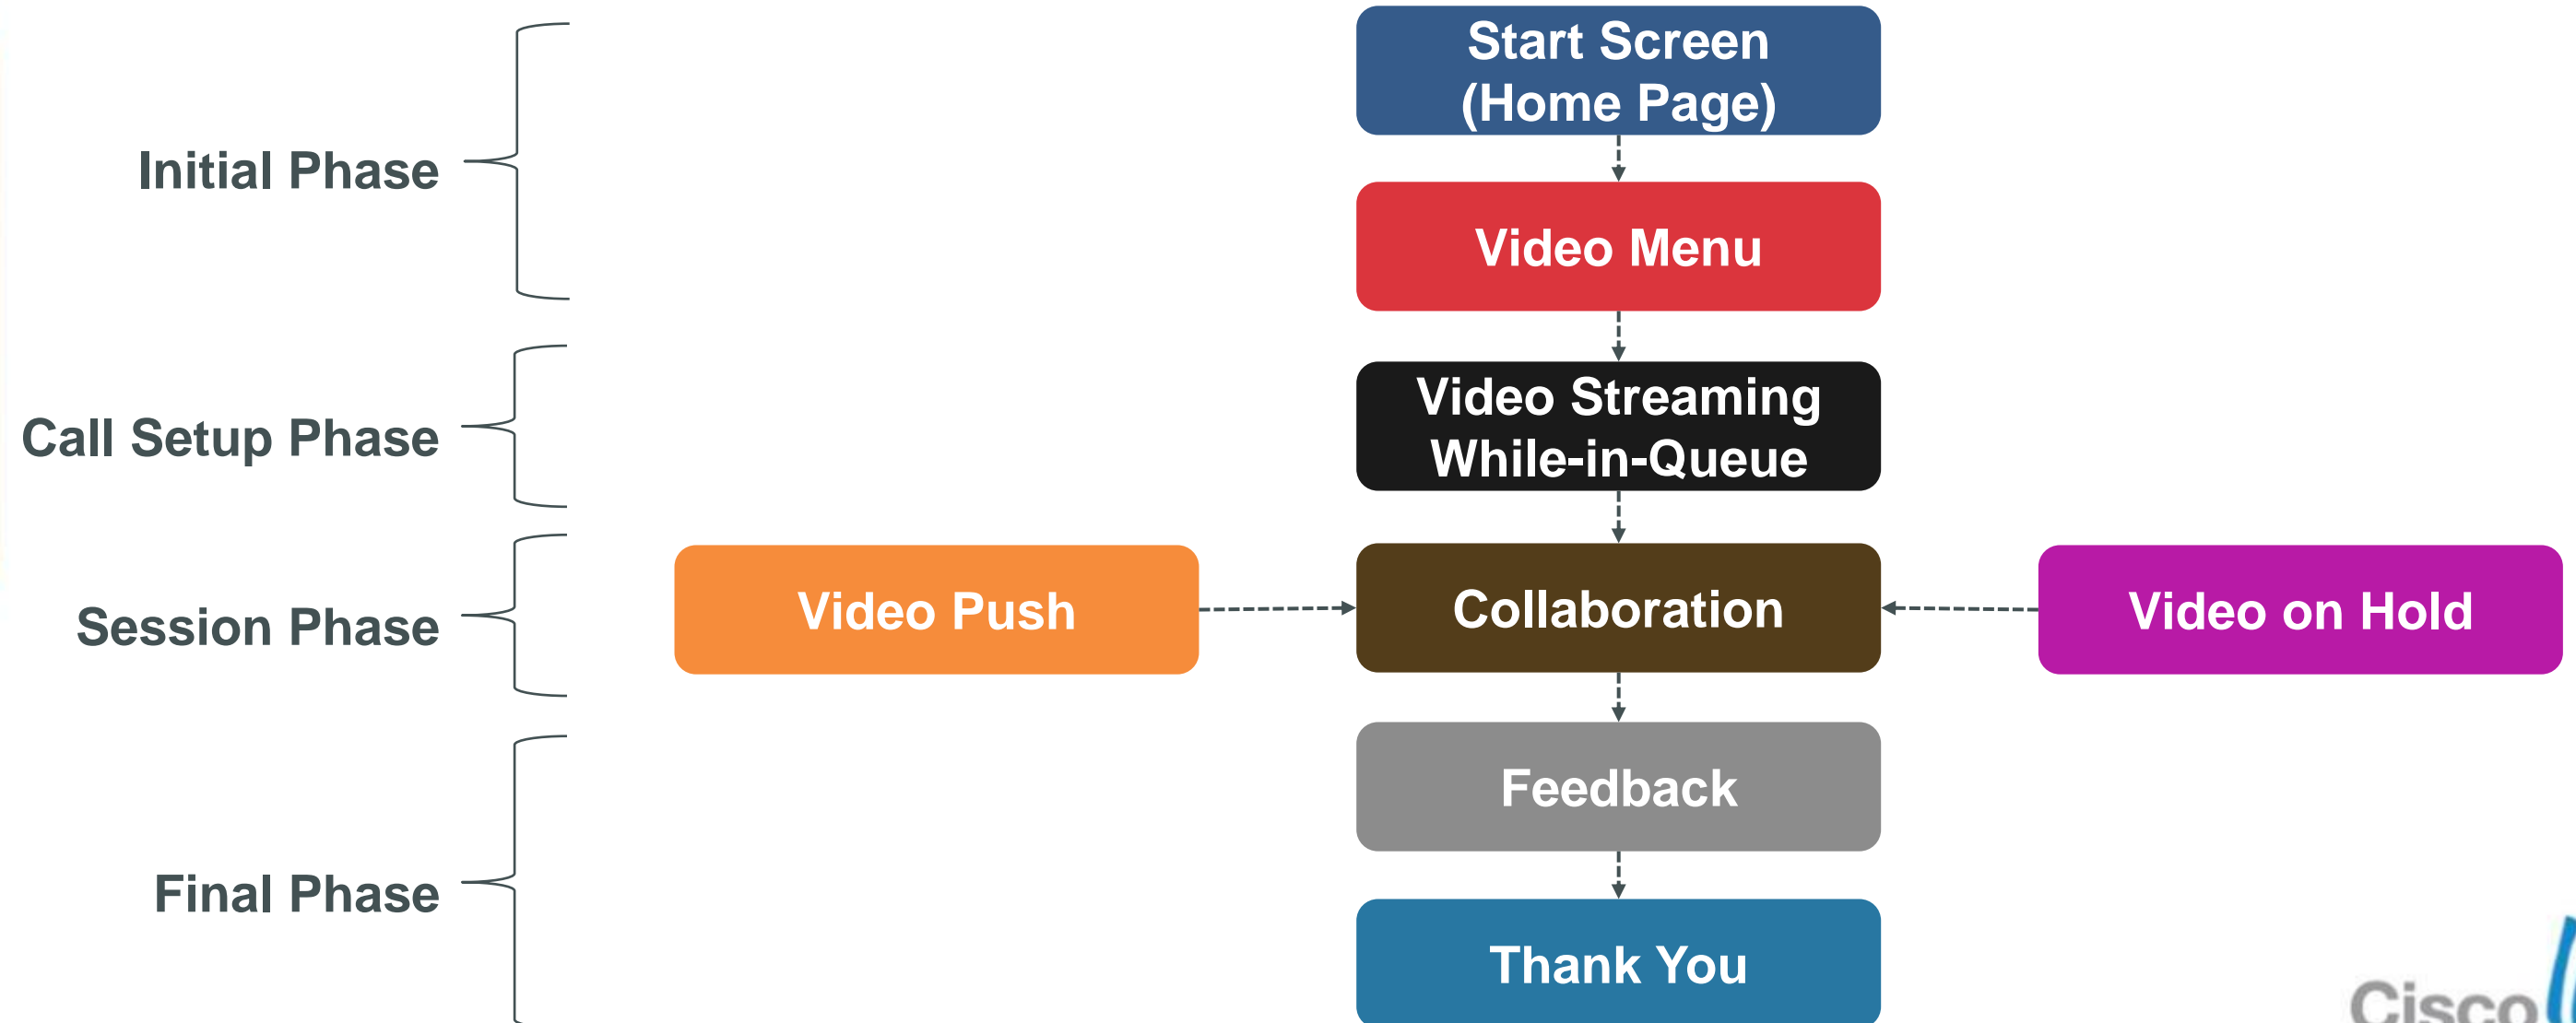 Start Screen
(Home Page)
Initial Phase
Video Menu
Video Streaming
While-in-Queue
Call Setup Phase
Video Push
Collaboration
Video on Hold
Session Phase
Feedback
Final Phase
Thank You
Cisco